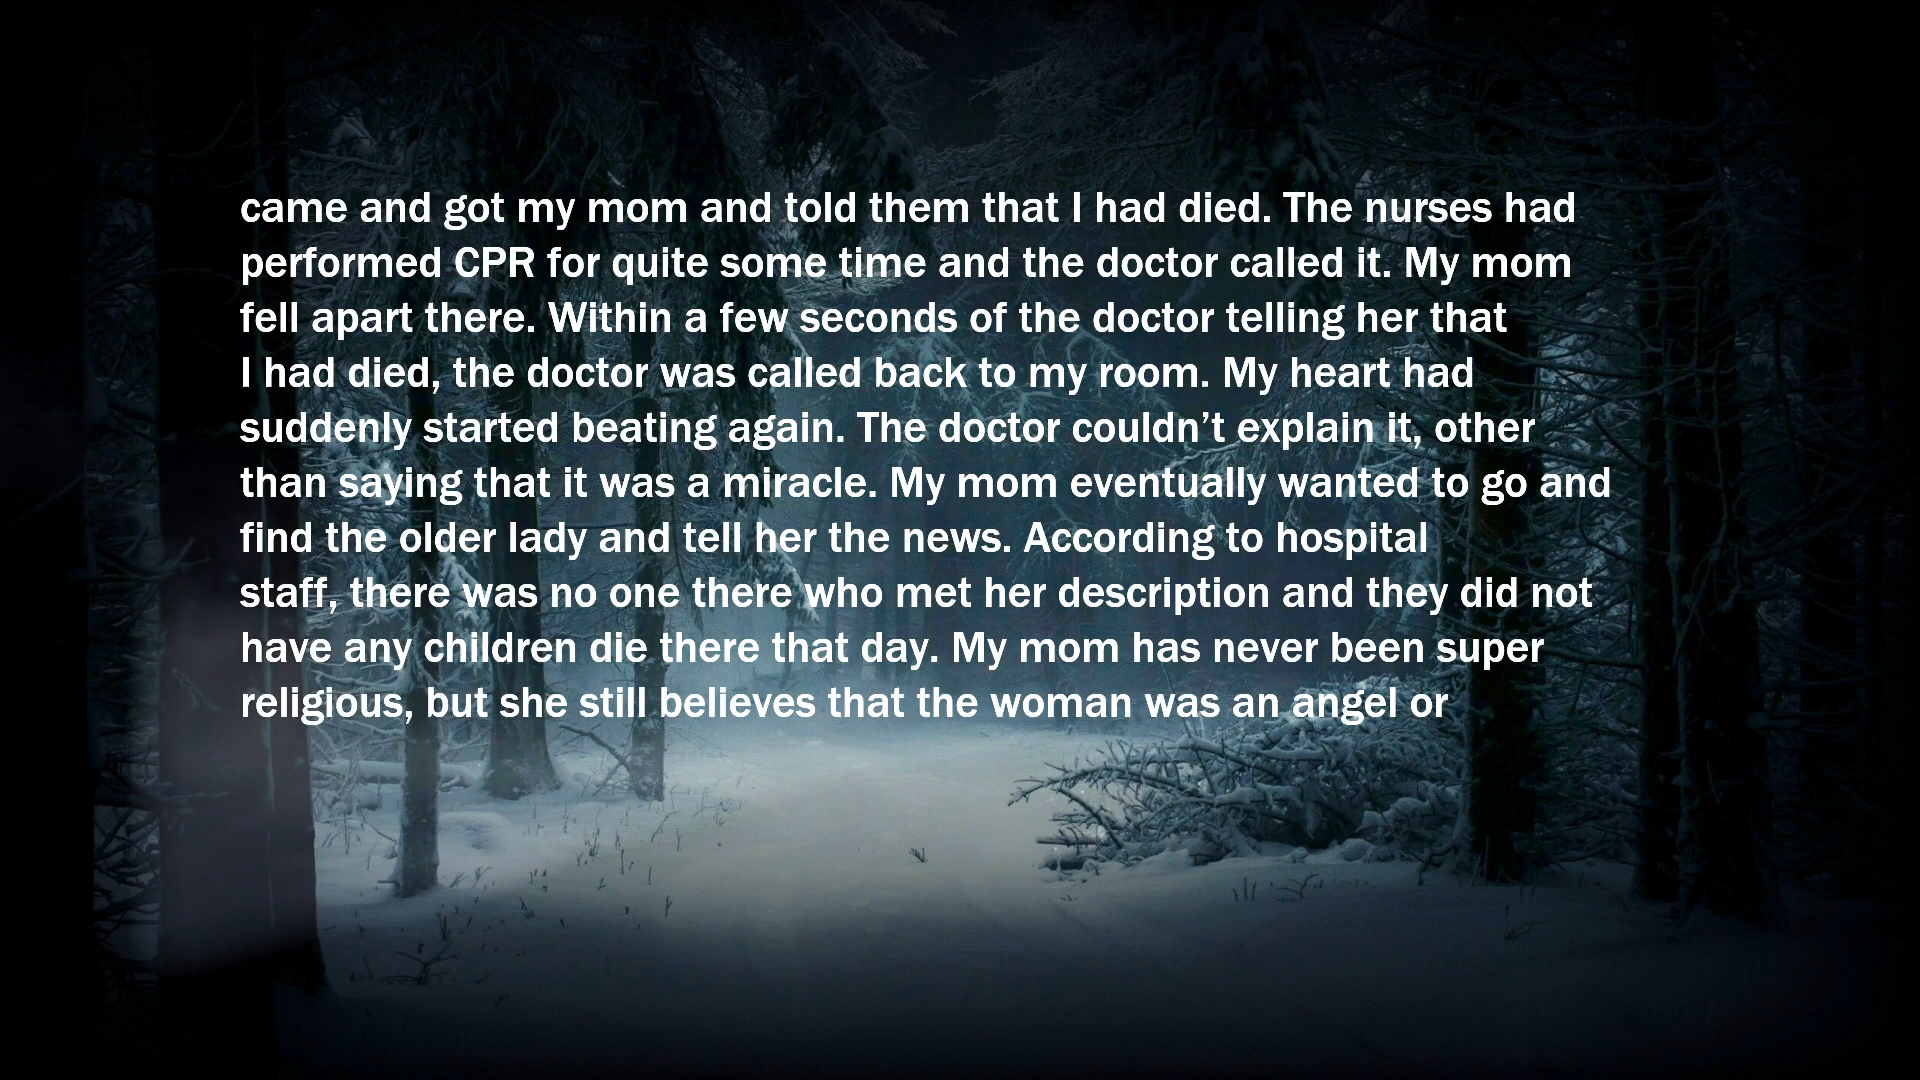 came and got my mom and told them that I had died. The nurses had
performed CPR for quite some time and the doctor called it. My mom
fell apart there. Within a few seconds of the doctor telling her that
I had died, the doctor was called back to my room. My heart had
suddenly started beating again. The doctor couldn’t explain it, other
than saying that it was a miracle. My mom eventually wanted to go and
find the older lady and tell her the news. According to hospital
staff, there was no one there who met her description and they did not
have any children die there that day. My mom has never been super
religious, but she still believes that the woman was an angel or